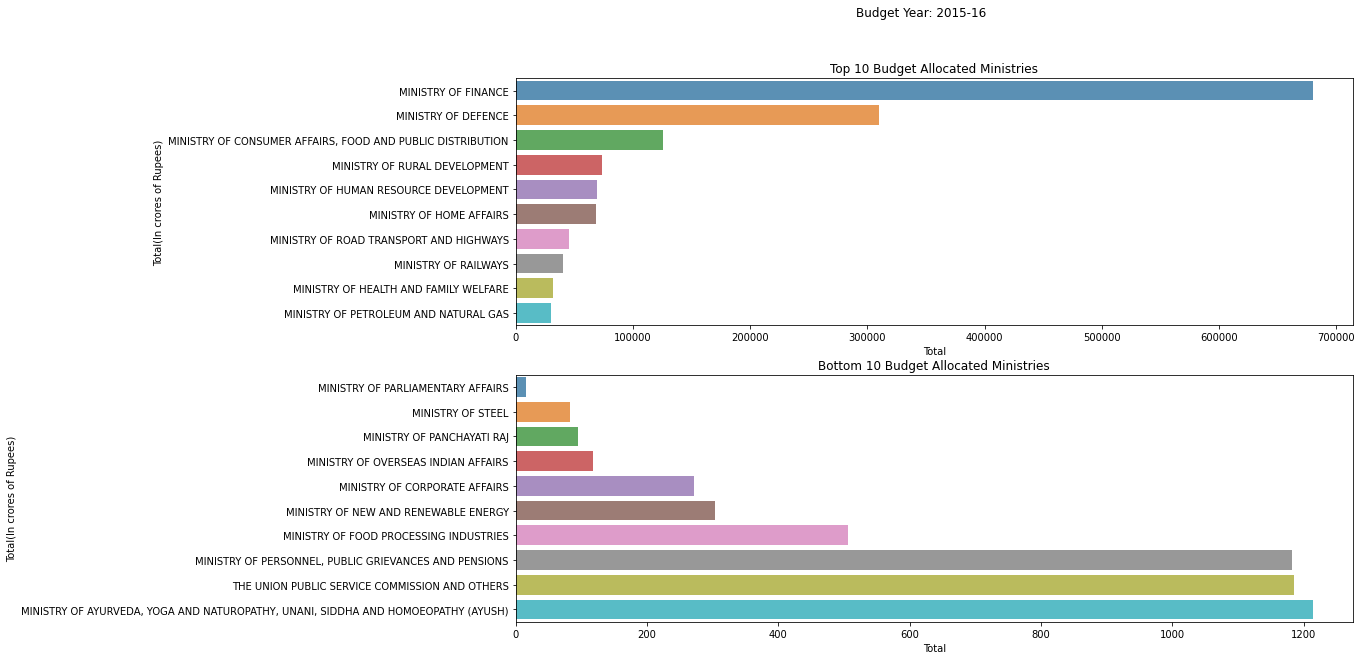 Budget Year: 2015-16
Top 10 Budget Allocated Ministries
Total(In crores of Rupees)
MINISTRY OF FINANCE
MINISTRY OF DEFENCE
MINISTRY OF CONSUMER AFFAIRS, FOOD AND PUBLIC DISTRIBUTION
MINISTRY OF RURAL DEVELOPMENT
MINISTRY OF HUMAN RESOURCE DEVELOPMENT
MINISTRY OF HOME AFFAIRS
MINISTRY OF ROAD TRANSPORT AND HIGHWAYS
MINISTRY OF RAILWAYS
MINISTRY OF HEALTH AND FAMILY WELFARE
MINISTRY OF PETROLEUM AND NATURAL GAS
0 100000 200000 300000 400000 500000 600000 700000
Total
Bottom 10 Budget Allocated Ministries
Total(In crores of Rupees)
MINISTRY OF PARLIAMENTARY AFFAIRS
MINISTRY OF STEEL
MINISTRY OF PANCHAYATI RAJ
MINISTRY OF OVERSEAS INDIAN AFFAIRS
MINISTRY OF CORPORATE AFFAIRS
MINISTRY OF NEW AND RENEWABLE ENERGY
MINISTRY OF FOOD PROCESSING INDUSTRIES
MINISTRY OF PERSONNEL, PUBLIC GRIEVANCES AND PENSIONS
THE UNION PUBLIC SERVICE COMMISSION AND OTHERS
MINISTRY OF AYURVEDA, YOGA AND NATUROPATHY, UNANI, SIDDHA AND HOMOEOPATHY (AYUSH)
0 200 400 600 800 1000 1200
Total